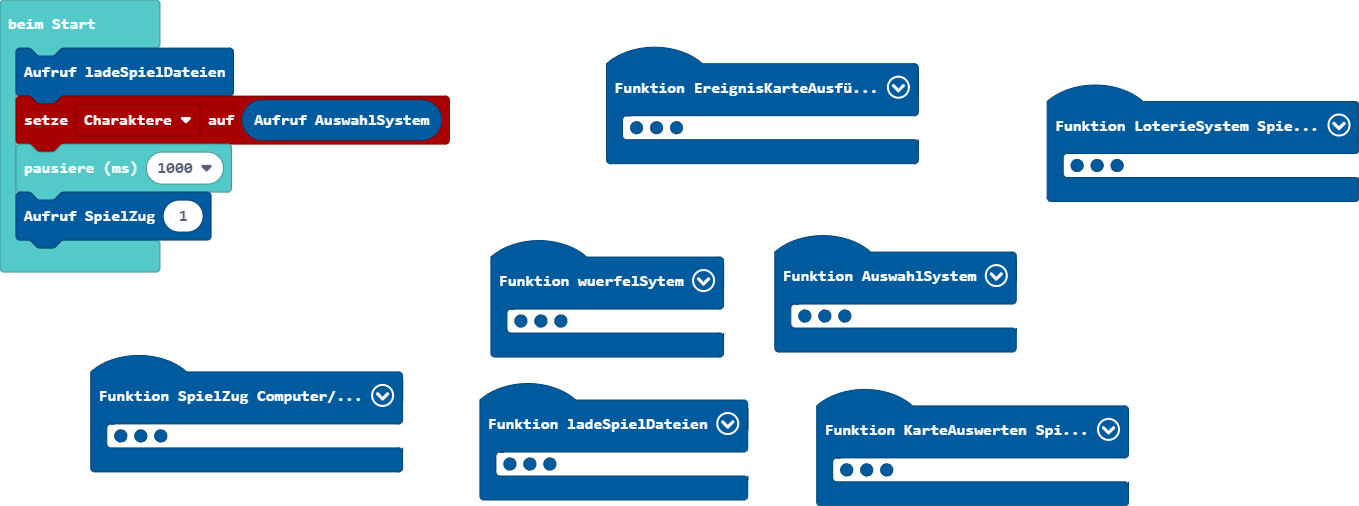 beim Start
Aufruf ladeSpielDateien
setze Charaktere auf Aufruf AuswahlSystem
pausiere (ms) 1000
Aufruf SpielZug 1
Funktion EreignisKarteAusfü...
Funktion LoterieSystem Spie...
Funktion wuerfelSytem
Funktion AuswahlSystem
Funktion SpielZug Computer/...
Funktion ladeSpielDateien
Funktion KarteAuswerten Spi...